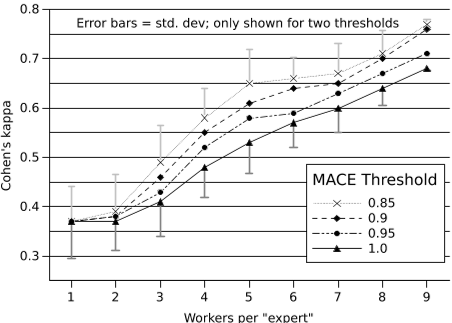 Error bars = std. dev; only shown for two thresholds
Cohen's kappa
0.8
0.7
0.6
0.5
0.4
0.3
MACE Threshold
0.85
0.9
0.95
1.0
1 2 3 4 5 6 7 8 9
Workers per "expert"